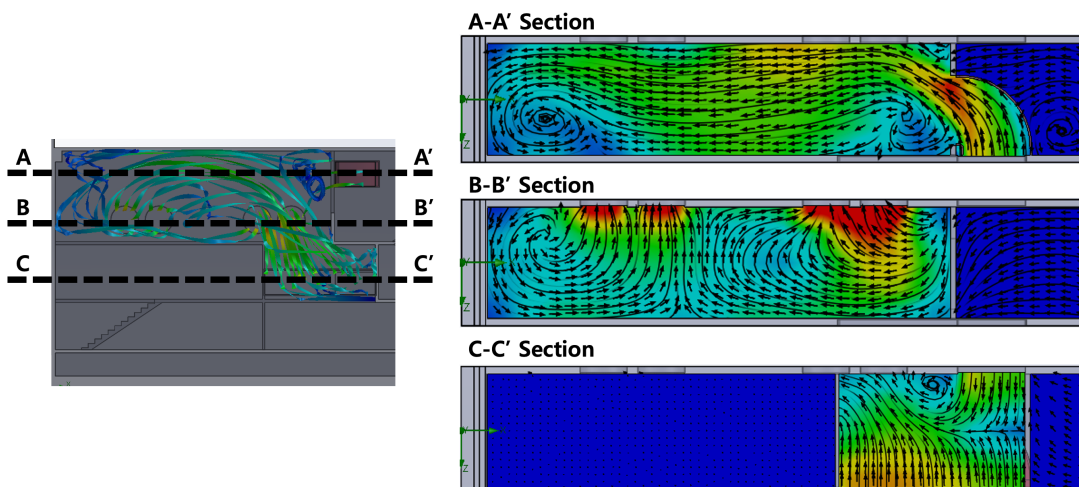 A-A’ Section
A A’
B B’
C C’
Z
B-B’ Section
Y
Z
C-C’ Section
Y
Z